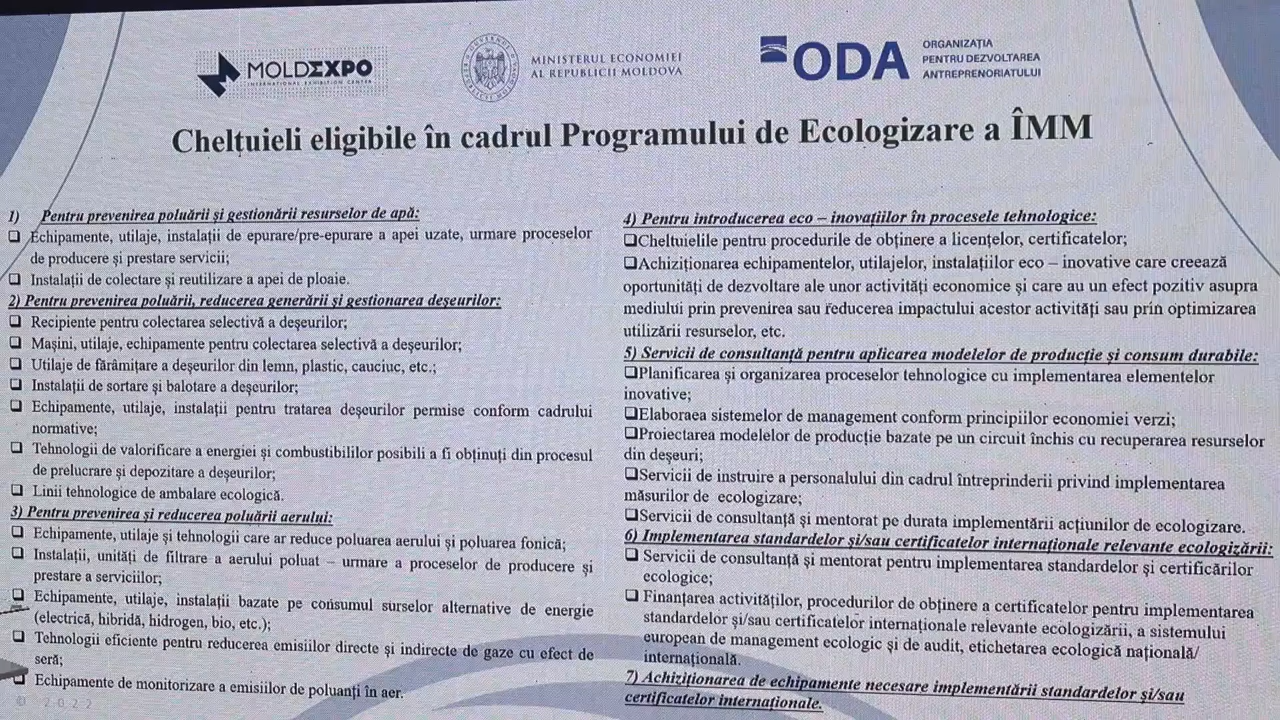 MOLDEXPO
INTERNATIONAL EXHIBITION CENTER
MINISTERUL ECONOMIEI
AL REPUBLICII MOLDOVA
ODA
ORGANIZAȚIA
PENTRU DEZVOLTAREA
ANTREPRENORIATULUI
Chelțuieli eligibile în cadrul Programului de Ecologizare a ÎMM
1) Pentru prevenirea poluării și gestionării resurselor de apă:
❑ Echipamente, utilaje, instalații de epurare/pre-epurare a apei uzate, urmare proceselor
de producere și prestare servicii;
❑ Instalații de colectare și reutilizare a apei de ploaie.
2) Pentru prevenirea poluării, reducerea generării și gestionarea deșeurilor:
❑ Recipiente pentru colectarea selectivă a deșeurilor;
❑ Mașini, utilaje, echipamente pentru colectarea selectivă a deșeurilor;
❑ Utilaje de fărâmițare a deșeurilor din lemn, plastic, cauciuc, etc.;
❑ Instalații de sortare și balotare a deșeurilor;
❑ Echipamente, utilaje, instalații pentru tratarea deșeurilor permise conform cadrului
normative;
❑ Tehnologii de valorificare a energiei și combustibililor posibili a fi obținuți din procesul
de prelucrare și depozitare a deșeurilor;
❑ Linii tehnologice de ambalare ecologică.
3) Pentru prevenirea și reducerea poluării aerului:
❑ Echipamente, utilaje și tehnologii care ar reduce poluarea aerului și poluarea fonică;
❑ Instalații, unități de filtrare a aerului poluat – urmare a proceselor de producere și
prestare a serviciilor;
❑ Echipamente, utilaje, instalații bazate pe consumul surselor alternative de energie
(electrică, hibridă, hidrogen, bio, etc.);
❑ Tehnologii eficiente pentru reducerea emisiilor directe și indirecte de gaze cu efect de
seră;
❑ Echipamente de monitorizare a emisiilor de poluanți în aer.
4) Pentru introducerea eco – inovațiilor în procesele tehnologice:
❑Cheltuielile pentru procedurile de obținere a licențelor, certificatelor;
❑Achiziționarea echipamentelor, utilajelor, instalațiilor eco – inovative care creează
oportunități de dezvoltare ale unor activități economice și care au un efect pozitiv asupra
mediului prin prevenirea sau reducerea impactului acestor activități sau prin optimizarea
utilizării resurselor, etc.
5) Servicii de consultanță pentru aplicarea modelelor de producție și consum durabile:
❑Planificarea și organizarea proceselor tehnologice cu implementarea elementelor
inovative;
❑Elaboraea sistemelor de management conform principiilor economiei verzi;
❑Proiectarea modelelor de producție bazate pe un circuit închis cu recuperarea resurselor
din deșeuri;
❑Servicii de instruire a personalului din cadrul întreprinderii privind implementarea
măsurilor de ecologizare;
❑Servicii de consultanță și mentorat pe durata implementării acțiunilor de ecologizare.
6) Implementarea standardelor și/sau certificatelor internaționale relevante ecologizării:
❑ Servicii de consultanță și mentorat pentru implementarea standardelor și certificărilor
ecologice;
❑ Finanțarea activităților, procedurilor de obținere a certificatelor pentru implementarea
standardelor și/sau certificatelor internaționale relevante ecologizării, a sistemului
european de management ecologic și de audit, etichetarea ecologică națională/
internațională.
7) Achiziționarea de echipamente necesare implementării standardelor și/sau
certificatelor internaționale.